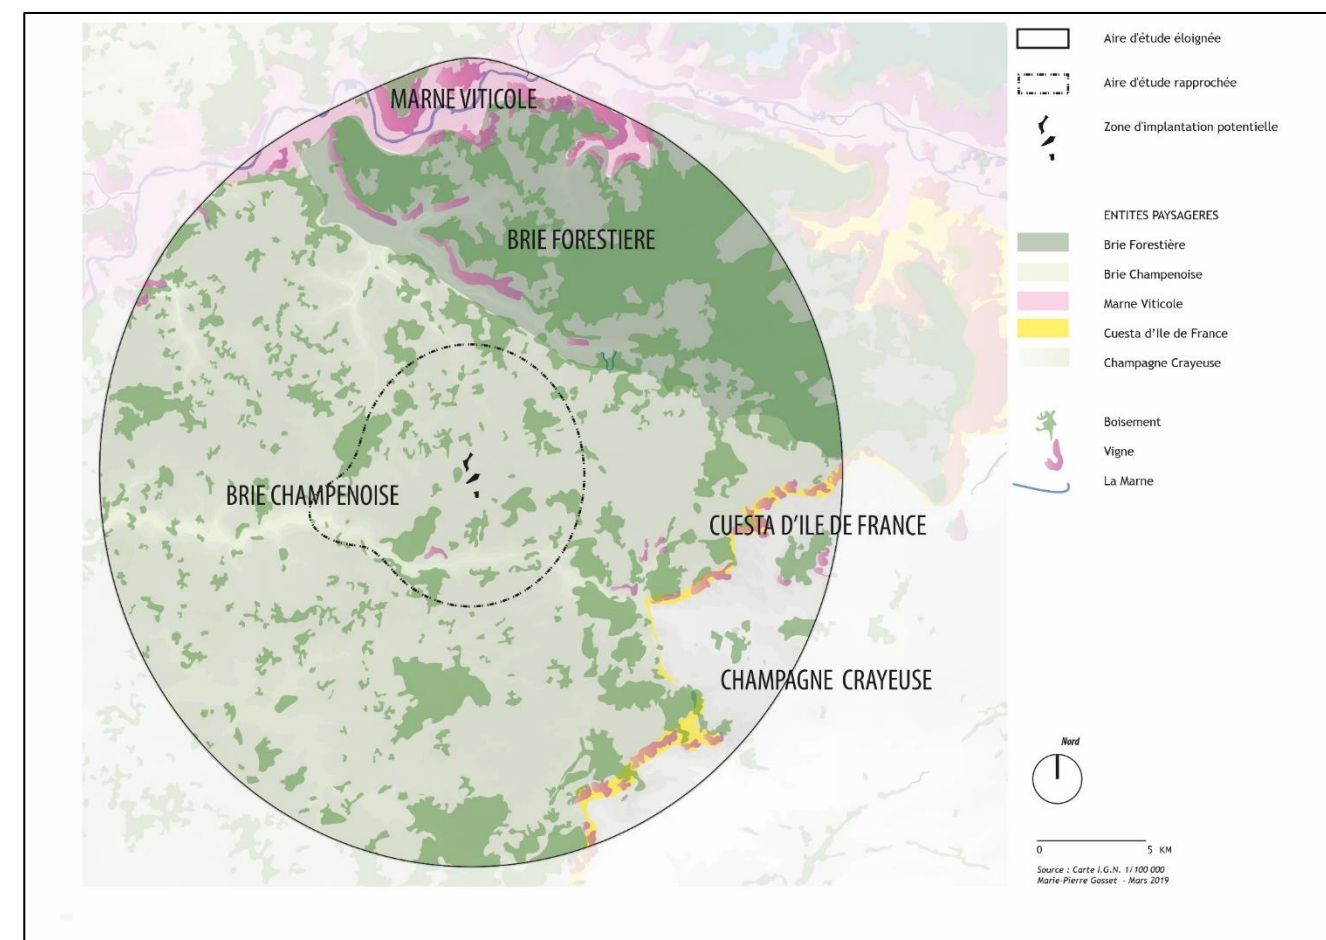 MARNE VITICOLE
BRIE FORESTIERE
BRIE CHAMPENOISE
CUESTA D'ILE DE FRANCE
CHAMPAGNE CRAYEUSE
Aire d'étude éloignée
Aire d'étude rapprochée
Zone d'implantation potentielle
ENTITES PAYSAGERES
Brie Forestière
Brie Champenoise
Marne Viticole
Cuesta d'Ile de France
Champagne Crayeuse
Boisement
Vigne
La Marne
Nord
0 5 KM
Source : Carte I.G.N. 1/100 000
Marie-Pierre Gosset - Mars 2019